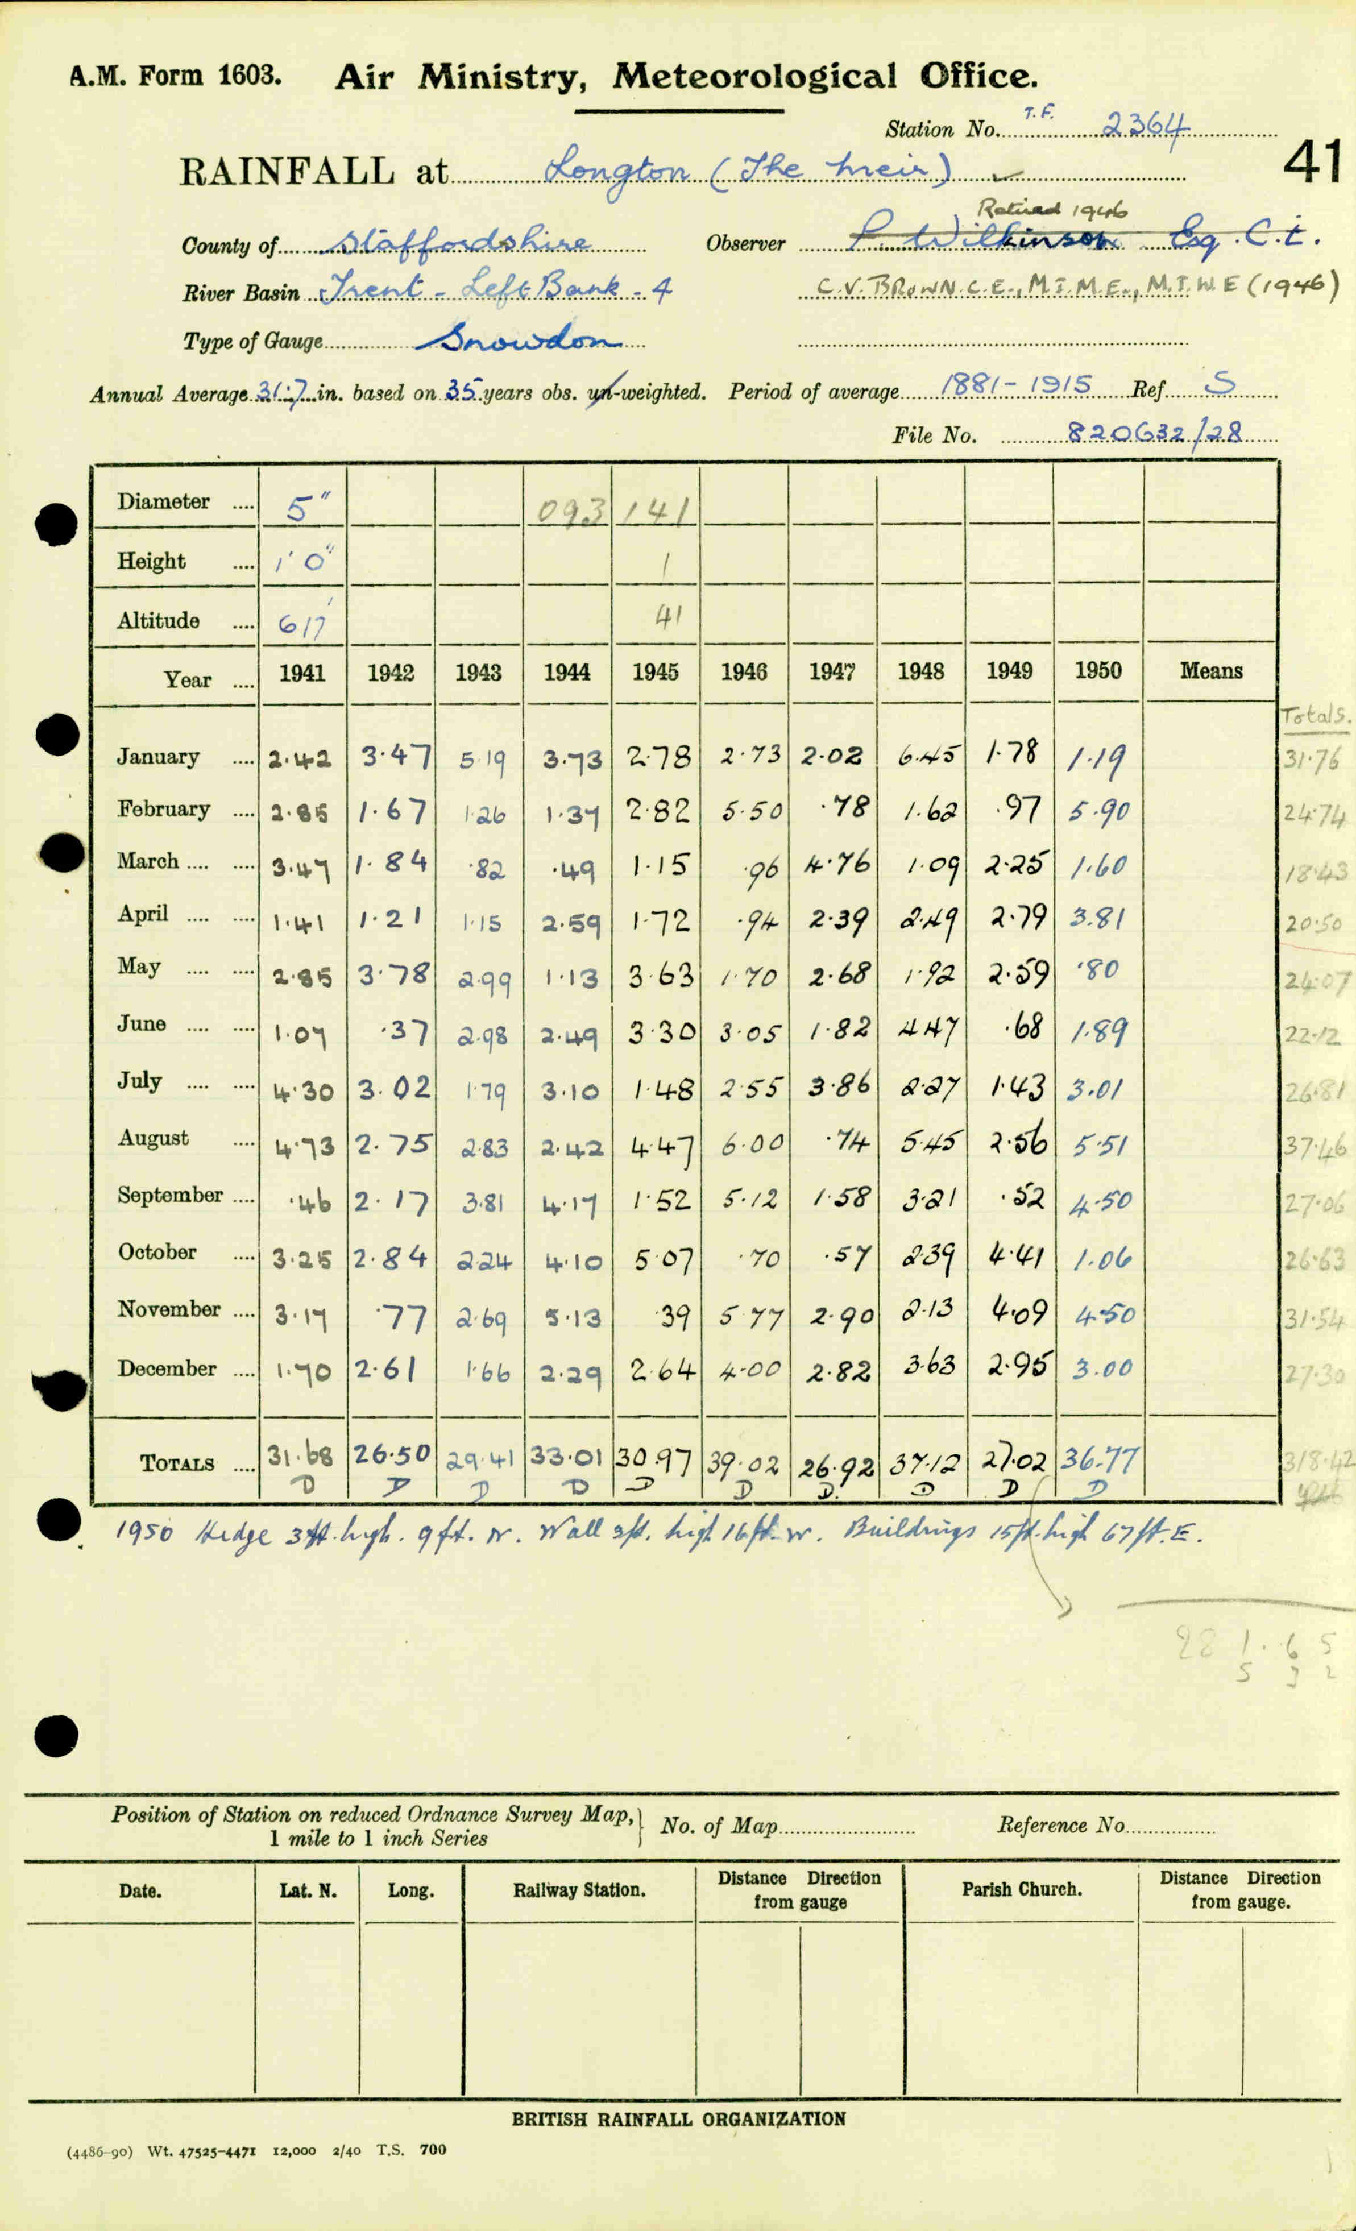 A.M. Form 1603. Air Ministry, Meteorological Office.
Station No. T.F. 2364
41
RAINFALL at Longton (The Meir) ✓
Retired 1946
County of Staffordshire Observer P. Wilkinson Esq. C.E.
River Basin Trent - Left Bank - 4 C.V. BROWN. C.E., M.I.M.E., M.I.W.E (1946)
Type of Gauge Snowdon
Annual Average 31.7 in. based on 35 years obs. un-weighted. Period of average 1881-1915 Ref. S
File No. 820632/28
Diameter .... 5" 093 141
Height .... 1' 0" 1
Altitude .... 617' 41
Year .... 1941 1942 1943 1944 1945 1946 1947 1948 1949 1950 Means
Totals.
January .... 2.42 3.47 5.19 3.73 2.78 2.73 2.02 6.45 1.78 1.19 31.76
February .... 2.85 1.67 1.26 1.37 2.82 5.50 .78 1.62 .97 5.90 24.74
March .... .... 3.47 1.84 .82 .49 1.15 .96 4.76 1.09 2.25 1.60 18.43
April .... .... 1.41 1.21 1.15 2.59 1.72 .94 2.39 2.49 2.79 3.81 20.50
May .... .... 2.85 3.78 2.99 1.13 3.63 1.70 2.68 1.92 2.59 .80 24.07
June .... .... 1.07 .37 2.98 2.49 3.30 3.05 1.82 4.47 .68 1.89 22.12
July .... .... 4.30 3.02 1.79 3.10 1.48 2.55 3.86 2.27 1.43 3.01 26.81
August .... 4.73 2.75 2.83 2.42 4.47 6.00 .74 5.45 2.56 5.51 37.46
September .... .46 2.17 3.81 4.17 1.52 5.12 1.58 3.21 .52 4.50 27.06
October .... 3.25 2.84 2.24 4.10 5.07 .70 .57 2.39 4.41 1.06 26.63
November .... 3.17 .77 2.69 5.13 .39 5.77 2.90 2.13 4.09 4.50 31.54
December .... 1.70 2.61 1.66 2.29 2.64 4.00 2.82 3.63 2.95 3.00 27.30
TOTALS .... 31.68 26.50 29.41 33.01 30.97 39.02 26.92 37.12 27.02 36.77 318.42
D D D D D D D. D D D
1950 Hedge 3ft. high. 9ft. N. Wall 3ft. high 16ft. W. Buildings 15ft. high 67ft. E.
28 1.65
5 3 2
Position of Station on reduced Ordnance Survey Map, } No. of Map Reference No.
1 mile to 1 inch Series
Date. Lat. N. Long. Railway Station. Distance Direction from gauge Parish Church. Distance Direction from gauge.
BRITISH RAINFALL ORGANIZATION
(4486-90) Wt. 47525-4471 12,000 2/40 T.S. 700